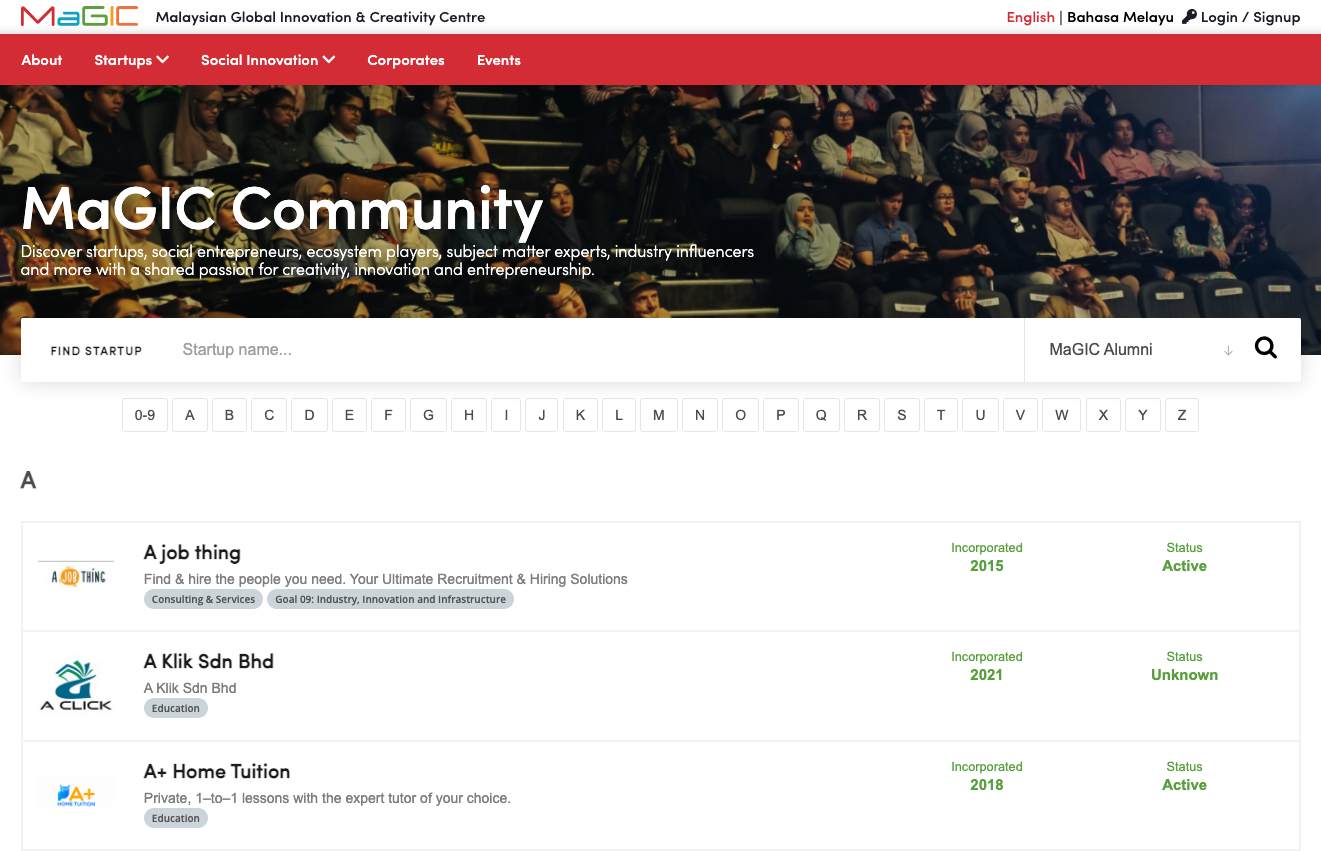 MaGIC Malaysian Global Innovation & Creativity Centre
English | Bahasa Melayu Login / Signup
About Startups Social Innovation Corporates Events
MaGIC Community
Discover startups, social entrepreneurs, ecosystem players, subject matter experts, industry influencers
and more with a shared passion for creativity, innovation and entrepreneurship.
FIND STARTUP Startup name... MaGIC Alumni ↓
0-9 A B C D E F G H I J K L M N O P Q R S T U V W X Y Z
A
A JOB THING
A job thing
Find & hire the people you need. Your Ultimate Recruitment & Hiring Solutions
Consulting & Services Goal 09: Industry, Innovation and Infrastructure
Incorporated
2015
Status
Active
A CLICK
A Klik Sdn Bhd
A Klik Sdn Bhd
Education
Incorporated
2021
Status
Unknown
A+
HOME TUITION
A+ Home Tuition
Private, 1–to–1 lessons with the expert tutor of your choice.
Education
Incorporated
2018
Status
Active